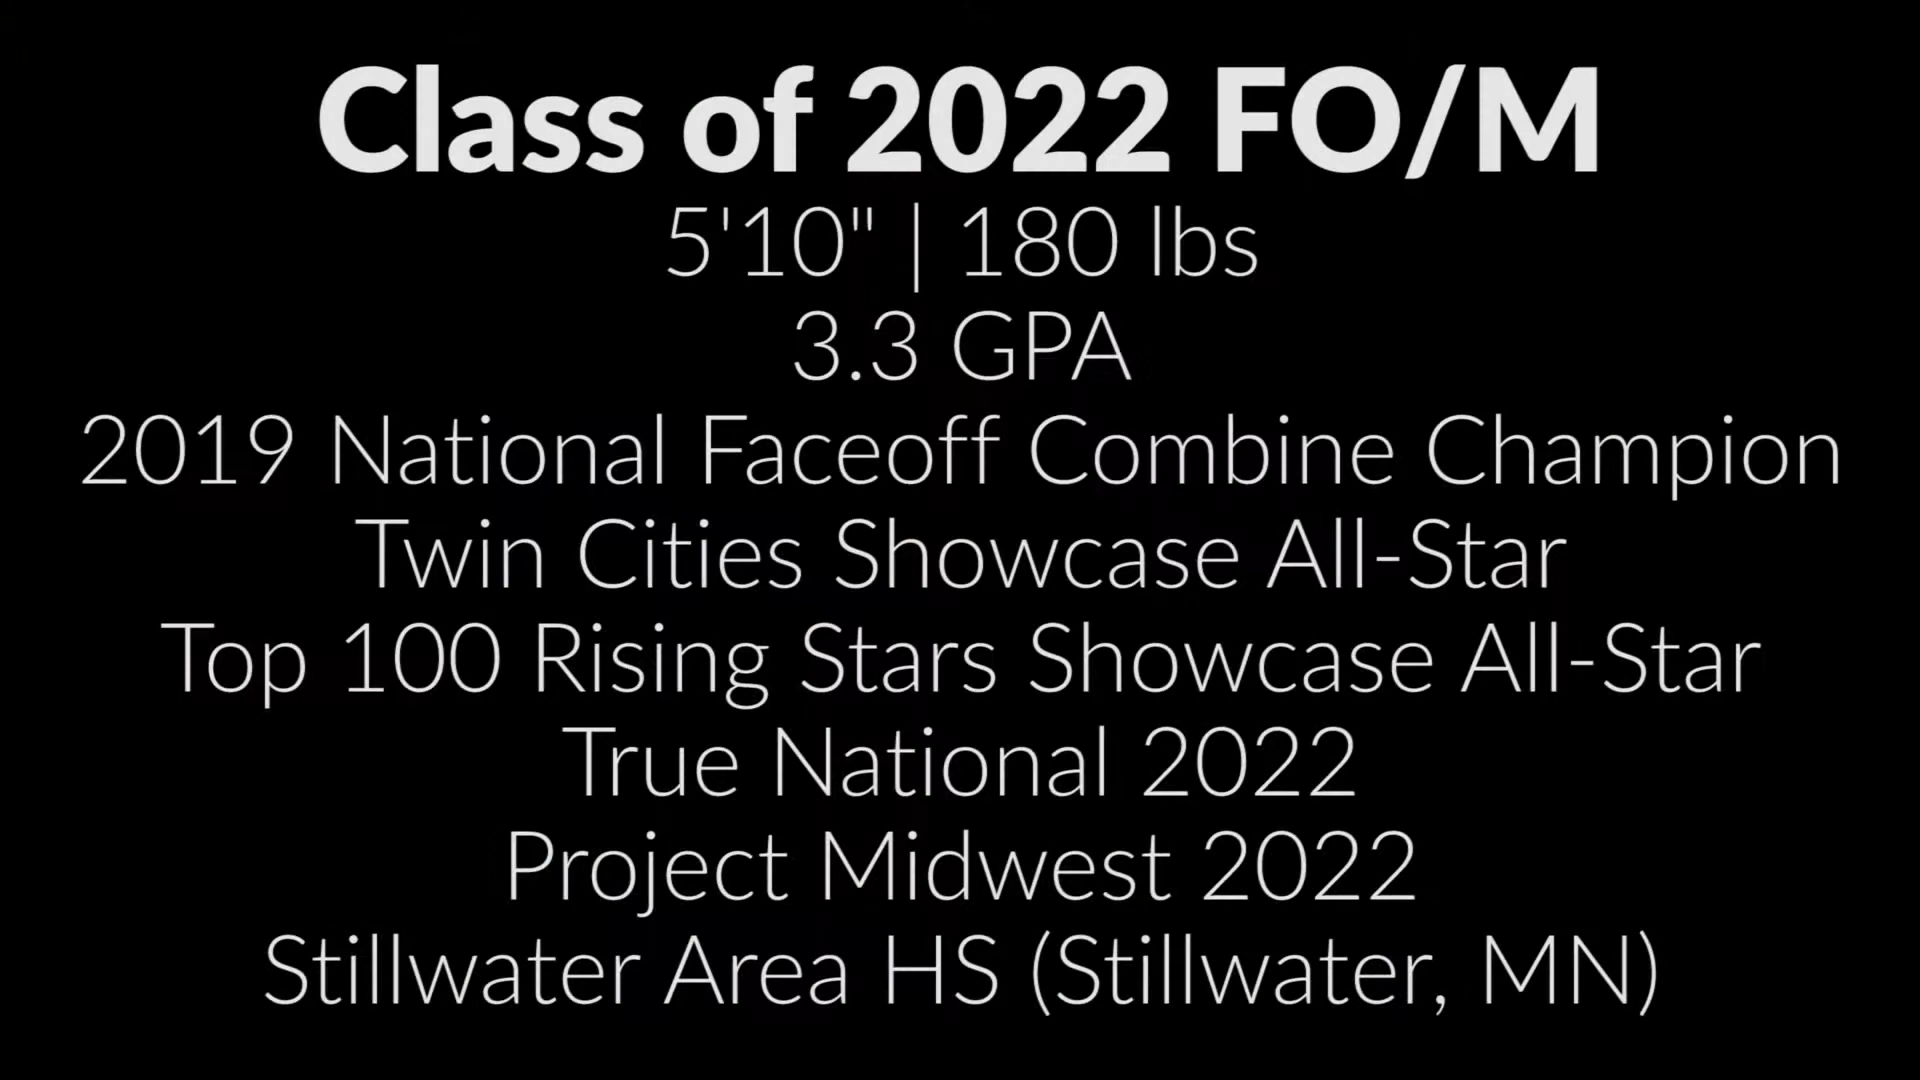 Class of 2022 FO/M
5'10" | 180 lbs
3.3 GPA
2019 National Faceoff Combine Champion
Twin Cities Showcase All-Star
Top 100 Rising Stars Showcase All-Star
True National 2022
Project Midwest 2022
Stillwater Area HS (Stillwater, MN)